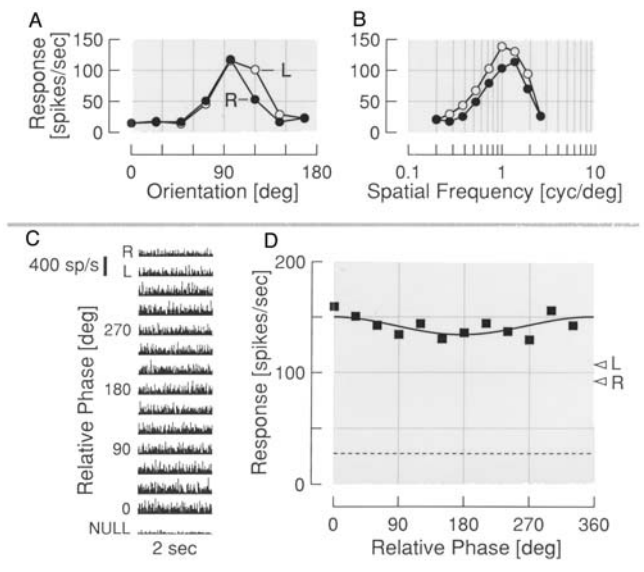 A
B
Response
[spikes/sec]
150
100
50
0
L
R
0
90
180
Orientation [deg]
150
100
50
0
0.1
1
10
Spatial Frequency [cyc/deg]
C
400 sp/s
R
L
Relative Phase [deg]
270
180
90
0
NULL
2 sec
D
Response [spikes/sec]
200
100
0
L
R
0
90
180
270
360
Relative Phase [deg]